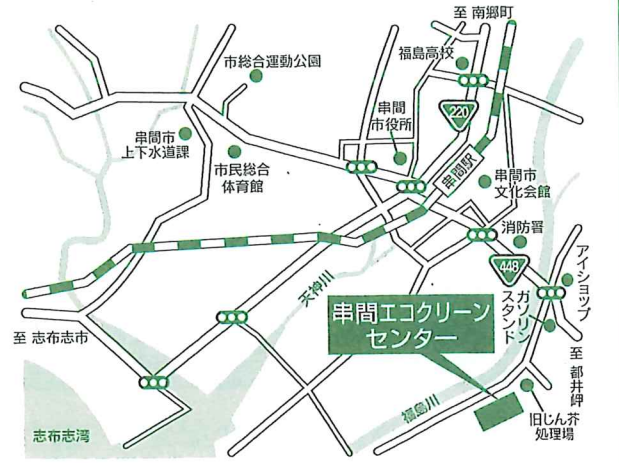 至 南郷町
福島高校
市総合運動公園
220
串間
市役所
串間市
上下水道課
市民総合
体育館
串間駅
串間市
文化会館
消防署
アイショップ
448
ガソリン
スタンド
天神川
串間エコクリーン
センター
至 志布志市
至 都井岬
福島川
旧じん芥
処理場
志布志湾